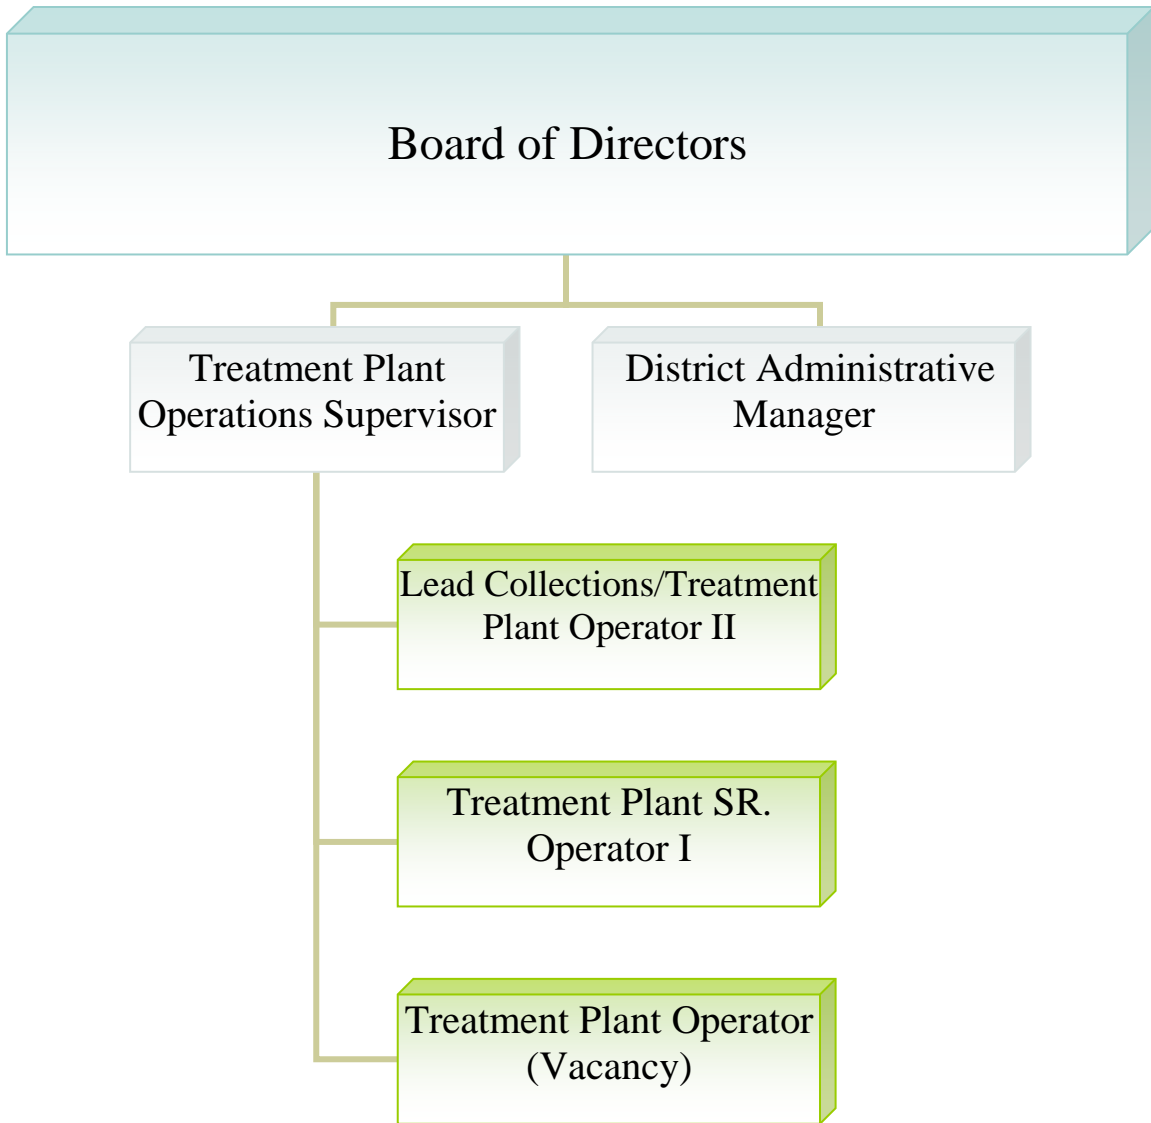 Board of Directors
Treatment Plant
Operations Supervisor
District Administrative
Manager
Lead Collections/Treatment
Plant Operator II
Treatment Plant SR.
Operator I
Treatment Plant Operator
(Vacancy)